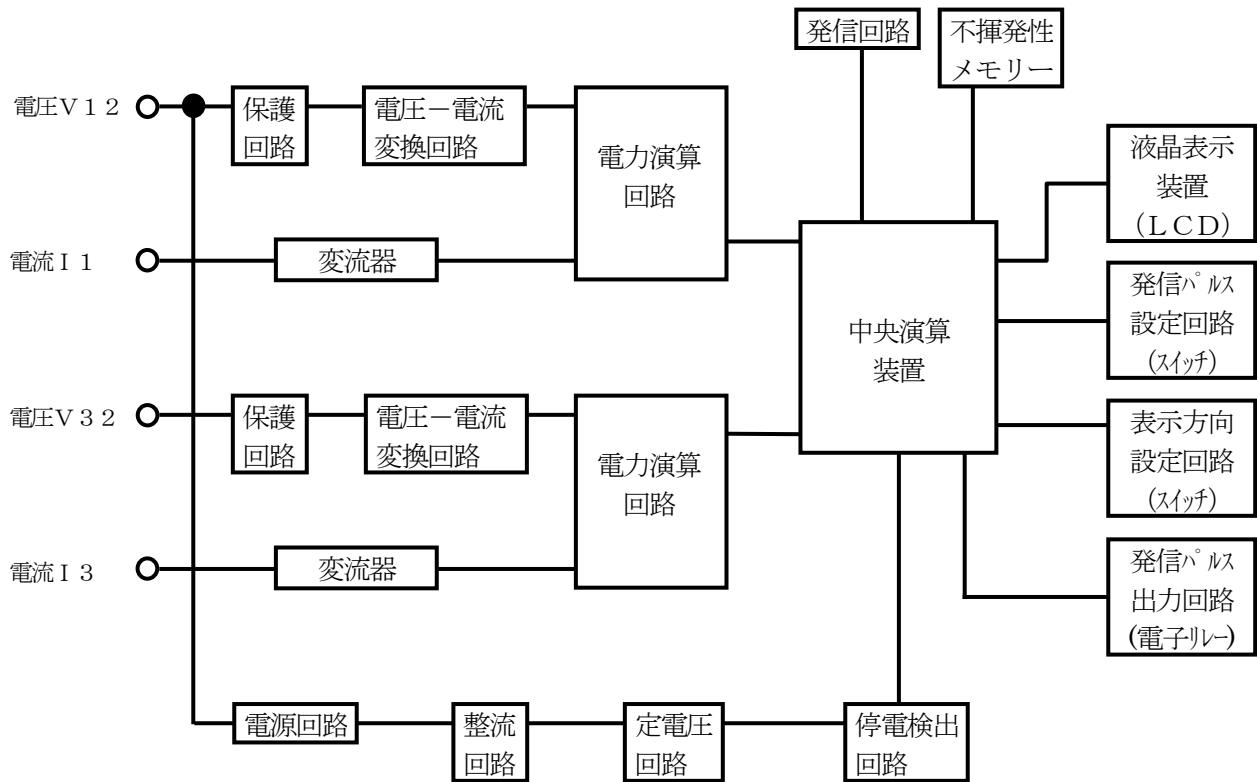 発信回路
不揮発性
メモリー
電圧V12
保護
回路
電圧－電流
変換回路
電力演算
回路
液晶表示
装置
(LCD)
電流I1
変流器
発信ﾊﾟﾙｽ
設定回路
(ｽｲｯﾁ)
中央演算
装置
電圧V32
保護
回路
電圧－電流
変換回路
電力演算
回路
表示方向
設定回路
(ｽｲｯﾁ)
電流I3
変流器
発信ﾊﾟﾙｽ
出力回路
(電子ﾘﾚｰ)
電源回路
整流
回路
定電圧
回路
停電検出
回路